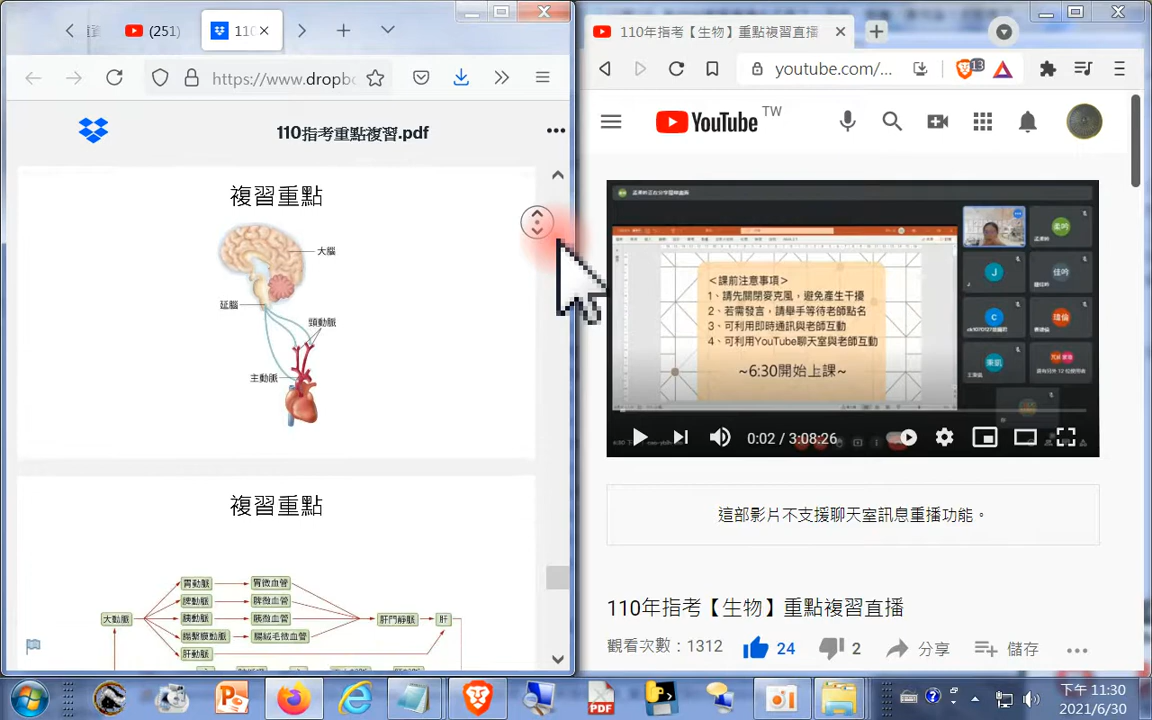 (251)
110
https://www.dropbo
110指考重點複習.pdf
複習重點
大腦
延腦
頸動脈
主動脈
複習重點
胃動脈
胃微血管
脾動脈
脾微血管
大動脈
胰動脈
胰微血管
肝門靜脈
肝
腸繫膜動脈
腸絨毛微血管
肝動脈
110年指考【生物】重點複習直播
youtube.com/...
13
YouTube TW
<課前注意事項>
1、請先關閉麥克風，避免產生干擾
2、若需發言，請舉手等待老師點名
3、可利用即時通訊與老師互動
4、可利用YouTube聊天室與老師互動
~6:30開始上課~
J
C
0:02 / 3:08:26
這部影片不支援聊天室訊息重播功能。
110年指考【生物】重點複習直播
觀看次數：1312
24
2
分享
儲存
PDF
下午 11:30
2021/6/30